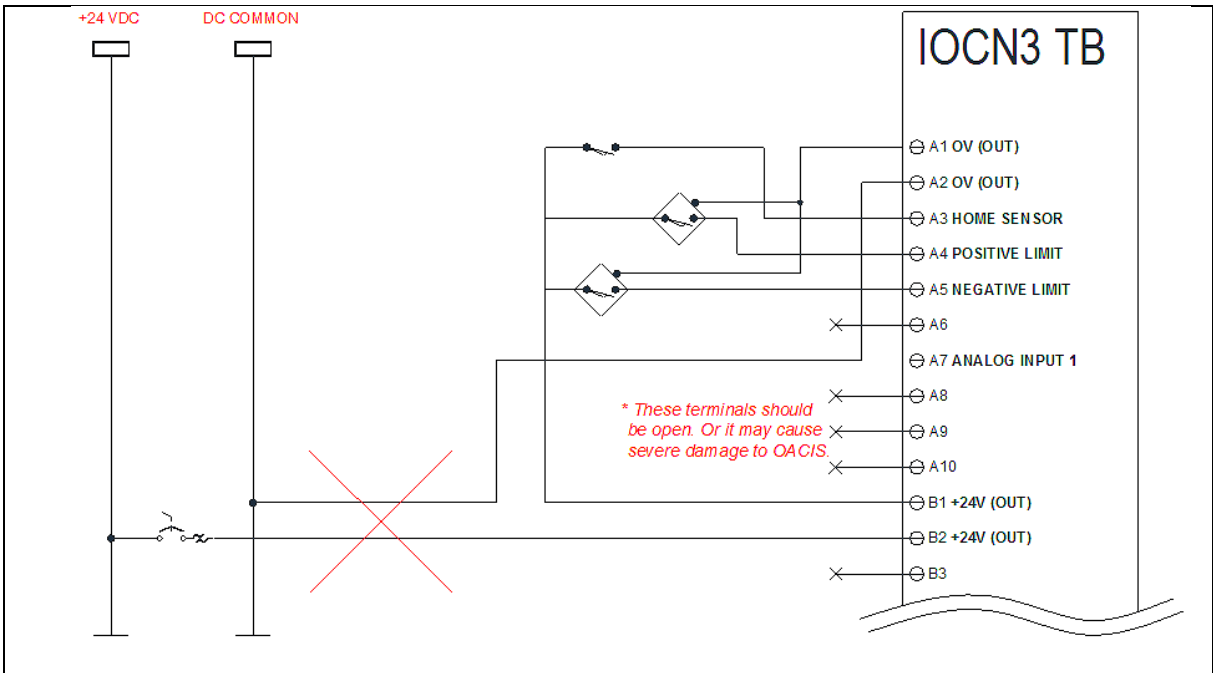 +24 VDC
DC COMMON
IOCN3 TB
A1 0V (OUT)
A2 0V (OUT)
A3 HOME SENSOR
A4 POSITIVE LIMIT
A5 NEGATIVE LIMIT
A6
A7 ANALOG INPUT 1
* These terminals should
be open. Or it may cause
severe damage to OACIS.
A8
A9
A10
B1 +24V (OUT)
B2 +24V (OUT)
B3